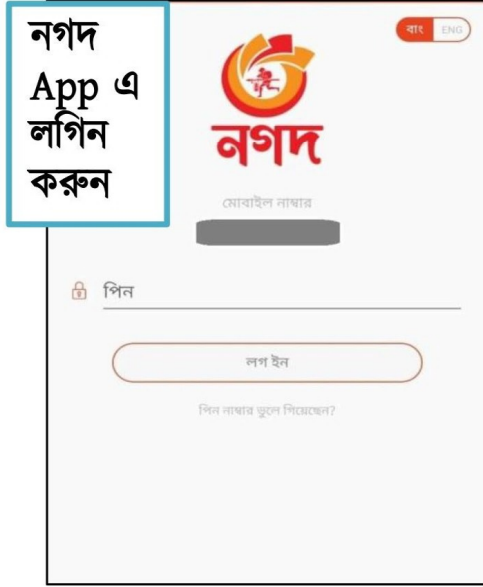 নগদ
App এ
লগিন
করুন
বাং ENG
নগদ
মোবাইল নাম্বার
পিন
লগ ইন
পিন নাম্বার ভুলে গিয়েছেন?